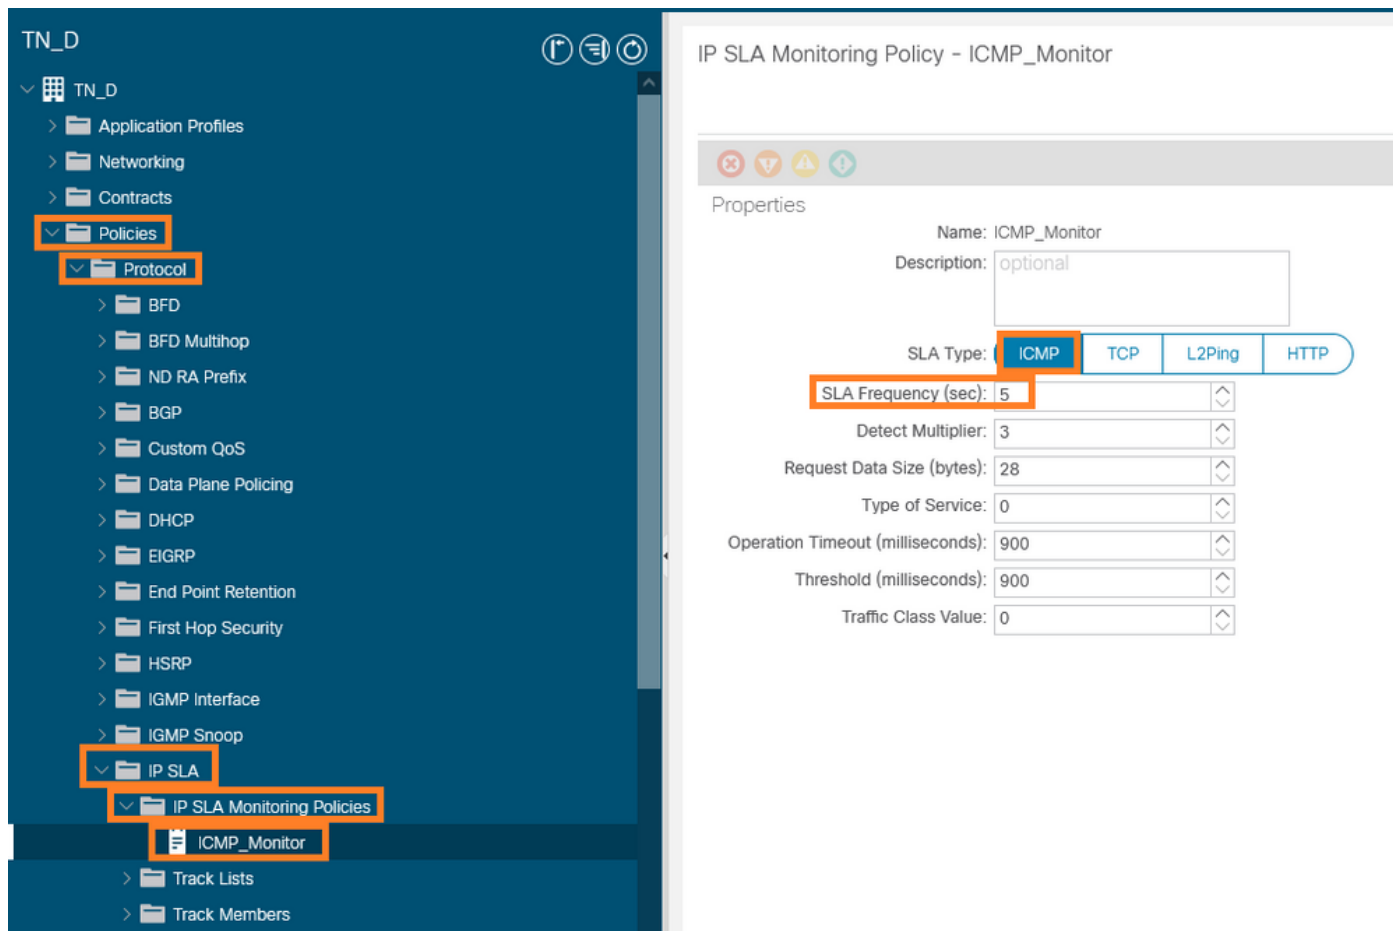 TN_D
TN_D
Application Profiles
Networking
Contracts
Policies
Protocol
BFD
BFD Multihop
ND RA Prefix
BGP
Custom QoS
Data Plane Policing
DHCP
EIGRP
End Point Retention
First Hop Security
HSRP
IGMP Interface
IGMP Snoop
IP SLA
IP SLA Monitoring Policies
ICMP_Monitor
Track Lists
Track Members
IP SLA Monitoring Policy - ICMP_Monitor
Properties
Name: ICMP_Monitor
Description: optional
SLA Type: ICMP TCP L2Ping HTTP
SLA Frequency (sec): 5
Detect Multiplier: 3
Request Data Size (bytes): 28
Type of Service: 0
Operation Timeout (milliseconds): 900
Threshold (milliseconds): 900
Traffic Class Value: 0